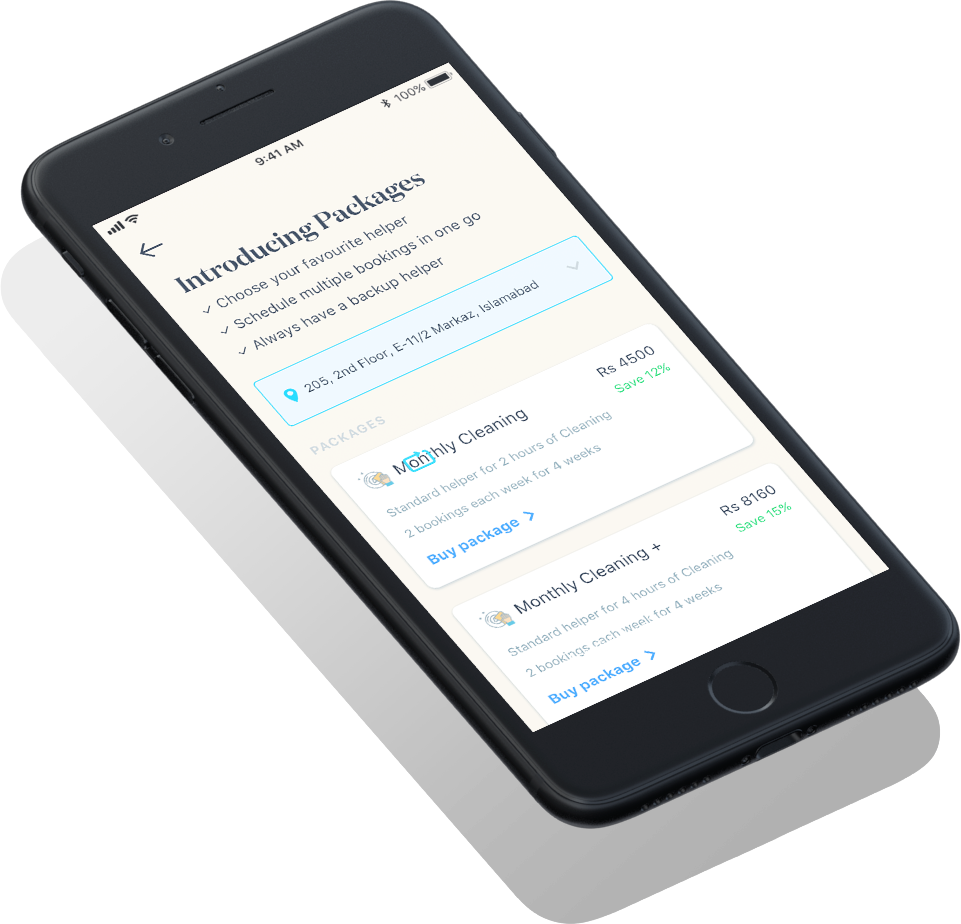 9:41 AM
100%
Introducing Packages
Choose your favourite helper
Schedule multiple bookings in one go
Always have a backup helper
205, 2nd Floor, E-11/2 Markaz, Islamabad
PACKAGES
Monthly Cleaning
Rs 4500
Save 12%
Standard helper for 2 hours of Cleaning
2 bookings each week for 4 weeks
Buy package
Monthly Cleaning +
Rs 8160
Save 15%
Standard helper for 4 hours of Cleaning
2 bookings each week for 4 weeks
Buy package